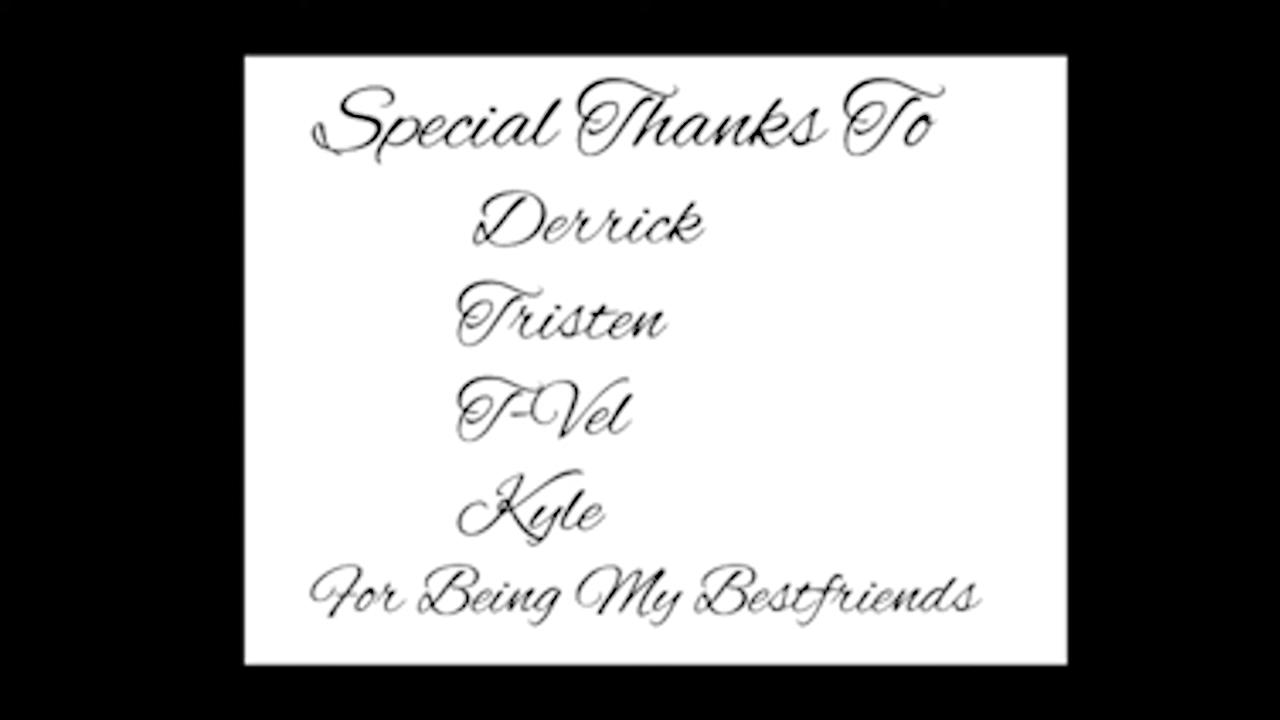 Special Thanks To
Derrick
Tristen
T-Vel
Kyle
For Being My Bestfriends